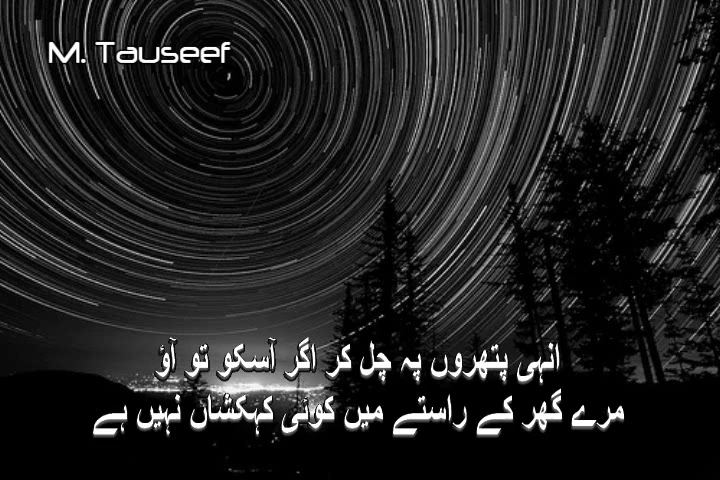 M. Tauseef
انہی پتھروں پہ چل کر اگر آسکو تو آؤ
مرے گھر کے راستے میں کوئی کہکشاں نہیں ہے